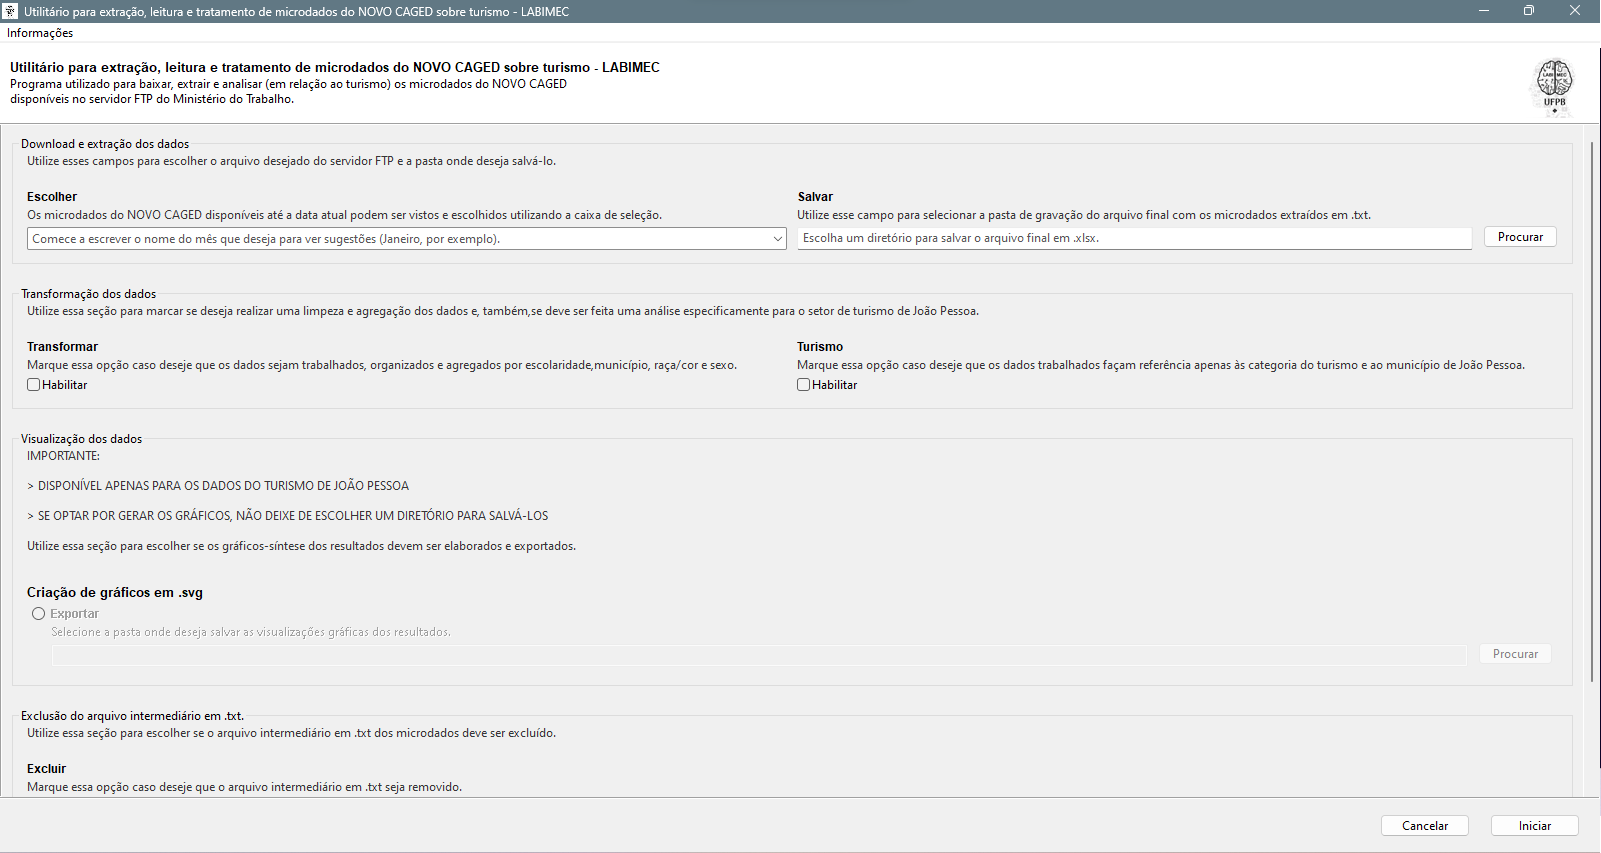 Utilitário para extração, leitura e tratamento de microdados do NOVO CAGED sobre turismo - LABIMEC
Informações
Utilitário para extração, leitura e tratamento de microdados do NOVO CAGED sobre turismo - LABIMEC
Programa utilizado para baixar, extrair e analisar (em relação ao turismo) os microdados do NOVO CAGED
disponíveis no servidor FTP do Ministério do Trabalho.
LABIMEC
UFPB
Download e extração dos dados
Utilize esses campos para escolher o arquivo desejado do servidor FTP e a pasta onde deseja salvá-lo.
Escolher
Os microdados do NOVO CAGED disponíveis até a data atual podem ser vistos e escolhidos utilizando a caixa de seleção.
Comece a escrever o nome do mês que deseja para ver sugestões (Janeiro, por exemplo).
Salvar
Utilize esse campo para selecionar a pasta de gravação do arquivo final com os microdados extraídos em .txt.
Escolha um diretório para salvar o arquivo final em .xlsx.
Procurar
Transformação dos dados
Utilize essa seção para marcar se deseja realizar uma limpeza e agregação dos dados e, também,se deve ser feita uma análise especificamente para o setor de turismo de João Pessoa.
Transformar
Marque essa opção caso deseje que os dados sejam trabalhados, organizados e agregados por escolaridade,município, raça/cor e sexo.
Habilitar
Turismo
Marque essa opção caso deseje que os dados trabalhados façam referência apenas às categoria do turismo e ao município de João Pessoa.
Habilitar
Visualização dos dados
IMPORTANTE:
> DISPONÍVEL APENAS PARA OS DADOS DO TURISMO DE JOÃO PESSOA
> SE OPTAR POR GERAR OS GRÁFICOS, NÃO DEIXE DE ESCOLHER UM DIRETÓRIO PARA SALVÁ-LOS
Utilize essa seção para escolher se os gráficos-síntese dos resultados devem ser elaborados e exportados.
Criação de gráficos em .svg
Exportar
Selecione a pasta onde deseja salvar as visualizações gráficas dos resultados.
Procurar
Exclusão do arquivo intermediário em .txt.
Utilize essa seção para escolher se o arquivo intermediário em .txt dos microdados deve ser excluído.
Excluir
Marque essa opção caso deseje que o arquivo intermediário em .txt seja removido.
Cancelar
Iniciar